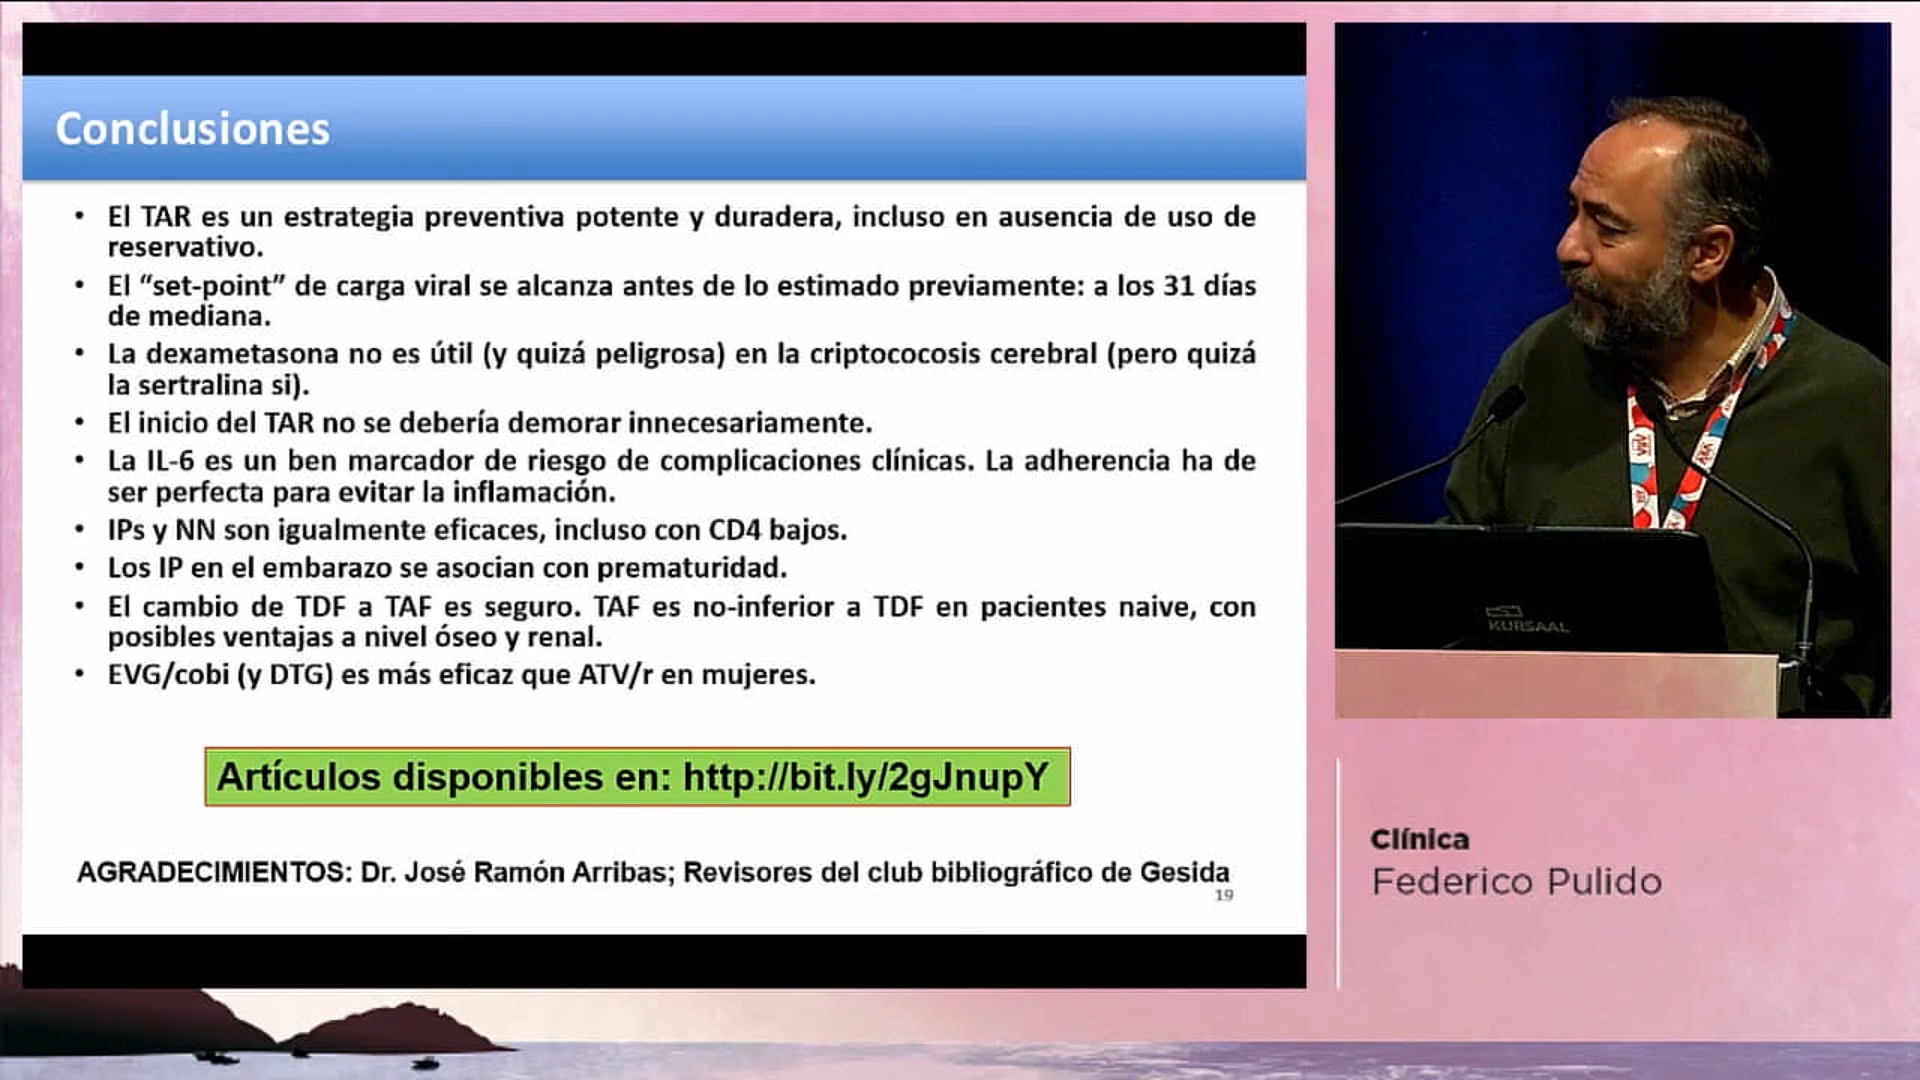 Conclusiones
• El TAR es un estrategia preventiva potente y duradera, incluso en ausencia de uso de
reservativo.
• El “set-point” de carga viral se alcanza antes de lo estimado previamente: a los 31 días
de mediana.
• La dexametasona no es útil (y quizá peligrosa) en la criptococosis cerebral (pero quizá
la sertralina si).
• El inicio del TAR no se debería demorar innecesariamente.
• La IL-6 es un ben marcador de riesgo de complicaciones clínicas. La adherencia ha de
ser perfecta para evitar la inflamación.
• IPs y NN son igualmente eficaces, incluso con CD4 bajos.
• Los IP en el embarazo se asocian con prematuridad.
• El cambio de TDF a TAF es seguro. TAF es no-inferior a TDF en pacientes naive, con
posibles ventajas a nivel óseo y renal.
• EVG/cobi (y DTG) es más eficaz que ATV/r en mujeres.
Artículos disponibles en: http://bit.ly/2gJnupY
AGRADECIMIENTOS: Dr. José Ramón Arribas; Revisores del club bibliográfico de Gesida
19
KURSAAL
Clínica
Federico Pulido